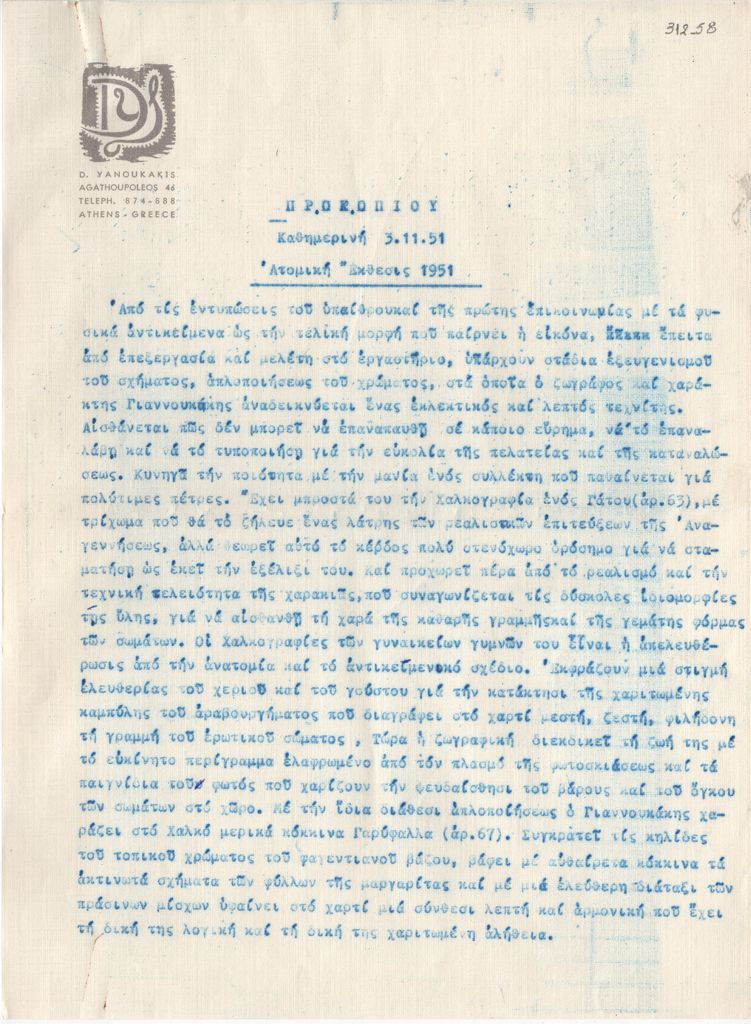 312_58
D. YANOUKAKIS
AGATHOUPOLEOS 46
TELEPH. 874-688
ATHENS - GREECE
ΠΡΟΚΟΠΙΟΥ
Καθημερινή 3.11.51
Ἀτομική Ἔκθεσις 1951
Ἀπό τίς ἐντυπώσεις τοῦ ὑπαίθρουκαί τῆς πρώτης ἐπικοινωνίας μέ τά φυ-
σικά ἀντικείμενα ὡς τήν τελική μορφή πού παίρνει ἡ εἰκόνα, ἔπειτα
ἀπό ἐπεξεργασία καί μελέτη στό ἐργαστήριο, ὑπάρχουν στάδια ἐξευγενισμοῦ
τοῦ σχήματος, ἁπλοποιήσεως τοῦ χρώματος, στά ὁποῖα ὁ ζωγράφος καί χαρά-
κτης Γιαννουκάκης ἀναδεικνύεται ἕνας ἐκλεκτικός καί λεπτός τεχνίτης.
Αἰσθάνεται πῶς δέν μπορεῖ νά ἐπαναπαυθῆ σέ κάποιο εὕρημα, νά τό ἐπανα-
λάβη καί νά τό τυποποιήση γιά τήν εὐκολία τῆς πελατείας καί τῆς καταναλώ-
σεως. Κυνηγᾶ τήν ποιότητα μέ τήν μανία ἑνός συλλέκτη πού παθαίνεται γιά
πολύτιμες πέτρες. Ἔχει μπροστά του τήν Χαλκογραφία ἑνός Γάτου(ἀρ.63),μέ
τρίχωμα πού θά τό ζήλευε ἕνας λάτρης τῶν ρεαλιστικῶν ἐπιτεύξεων τῆς Ἀνα-
γεννήσεως, ἀλλά θεωρεῖ αὐτό τό κέρδος πολύ στενόχωρο ὁρόσημο γιά νά στα-
ματήση ὡς ἐκεῖ τήν ἐξέλιξι του. Καί προχωρεῖ πέρα ἀπό τό ρεαλισμό καί τήν
τεχνική τελειότητα τῆς χαρακιᾶς,πού συναγωνίζεται τίς δύσκολες ἰδιομορφίες
τῆς ὕλης, γιά νά αἰσθανθῆ τή χαρά τῆς καθαρῆς γραμμῆςκαί τῆς γεμάτης φόρμας
τῶν σωμάτων. Οἱ Χαλκογραφίες τῶν γυναικείων γυμνῶν του εἶναι ἡ ἀπελευθέ-
ρωσις ἀπό τήν ἀνατομία καί τό ἀντικειμενικό σχέδιο. Ἐκφράζουν μιά στιγμή
ἐλευθερίας τοῦ χεριοῦ καί τοῦ γούστου γιά τήν κατάκτησι τῆς χαριτωμένης
καμπύλης τοῦ ἀραβουργήματος πού διαγράφει στό χαρτί μεστή, ζεστή, φιλήδονη
τή γραμμή τοῦ ἐρωτικοῦ σώματος , Τώρα ἡ ζωγραφική διεκδικεῖ τή ζωή της μέ
τό εὐκίνητο περίγραμμα ἐλαφρωμένο ἀπό τόν πλασμό τῆς φωτοσκιάσεως καί τά
παιγνίδια τοῦ φωτός πού χαρίζουν τήν ψευδαίσθησι τοῦ βάρους καί τοῦ ὄγκου
τῶν σωμάτων στό χῶρο. Μέ τήν ἴδια διάθεσι ἁπλοποιήσεως ὁ Γιαννουκάκης χα-
ράζει στό Χαλκό μερικά κόκκινα Γαρύφαλλα (ἀρ.67). Συγκρατεῖ τίς κηλίδες
τοῦ τοπικοῦ χρώματος τοῦ φαγεντιανοῦ βάζου, βάφει μέ αὐθαίρετα κόκκινα τά
ἀκτινωτά σχήματα τῶν φύλλων τῆς μαργαρίτας καί μέ μιά ἐλεύθερη διάταξι τῶν
πράσινων μίσχων ὑφαίνει στό χαρτί μιά σύνθεσι λεπτή καί ἁρμονική πού ἔχει
τή δική της λογική καί τή δική της χαριτωμένη ἀλήθεια.